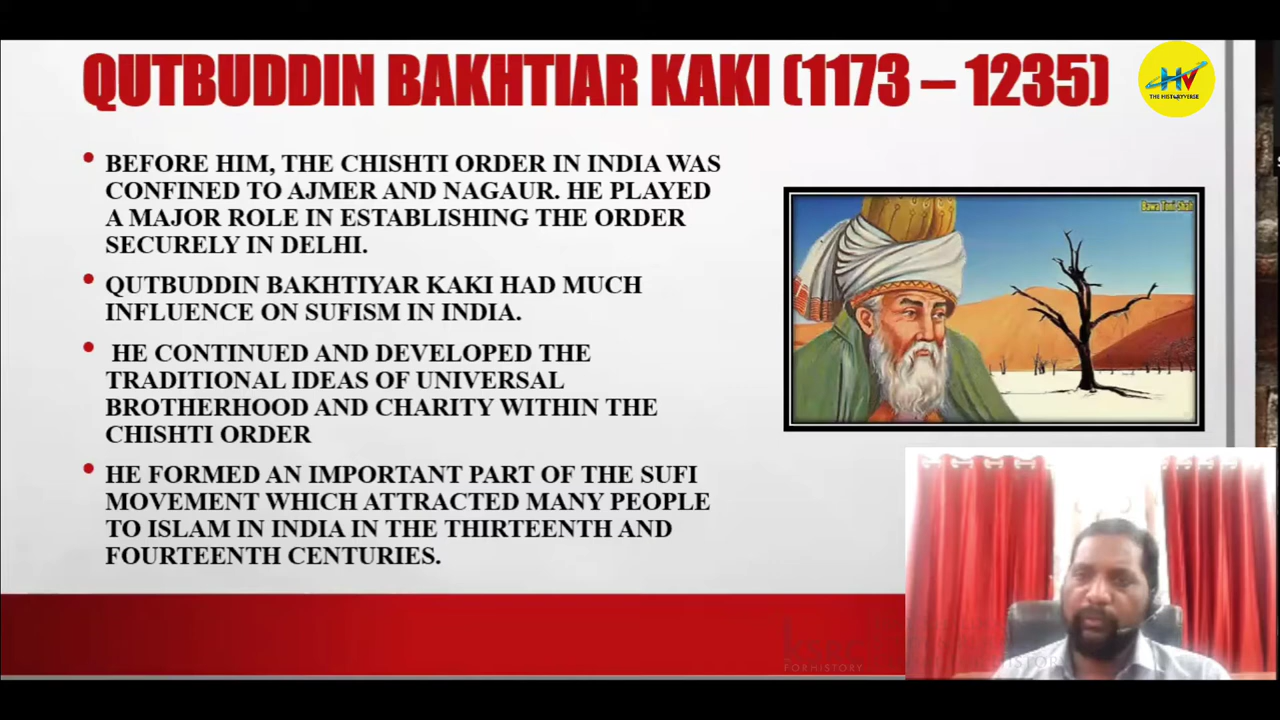 QUTBUDDIN BAKHTIAR KAKI (1173 – 1235)
HV
THE HISTORYVERSE
• BEFORE HIM, THE CHISHTI ORDER IN INDIA WAS
CONFINED TO AJMER AND NAGAUR. HE PLAYED
A MAJOR ROLE IN ESTABLISHING THE ORDER
SECURELY IN DELHI.
• QUTBUDDIN BAKHTIYAR KAKI HAD MUCH
INFLUENCE ON SUFISM IN INDIA.
• HE CONTINUED AND DEVELOPED THE
TRADITIONAL IDEAS OF UNIVERSAL
BROTHERHOOD AND CHARITY WITHIN THE
CHISHTI ORDER
• HE FORMED AN IMPORTANT PART OF THE SUFI
MOVEMENT WHICH ATTRACTED MANY PEOPLE
TO ISLAM IN INDIA IN THE THIRTEENTH AND
FOURTEENTH CENTURIES.
Bawa
FORHISTORY